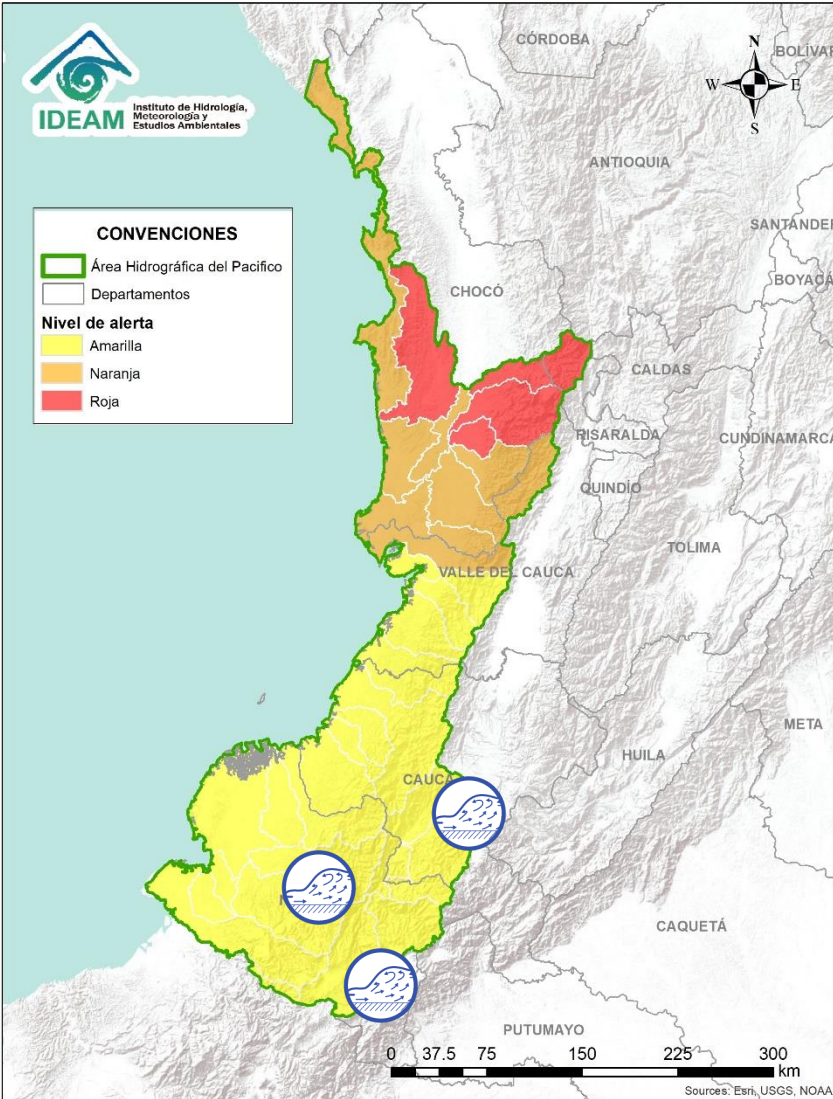 IDEAM
Instituto de Hidrología,
Meteorología y
Estudios Ambientales
N
W
E
S
CÓRDOBA
BOLÍVAR
ANTIOQUIA
SANTANDER
BOYACÁ
CHOCÓ
CALDAS
RISARALDA
CUNDINAMARCA
QUINDÍO
TOLIMA
VALLE DEL CAUCA
META
HUILA
CAUCA
CAQUETÁ
PUTUMAYO
CONVENCIONES
Área Hidrográfica del Pacifico
Departamentos
Nivel de alerta
Amarilla
Naranja
Roja
0 37.5 75 150 225 300
km
Sources: Esri, USGS, NOAA